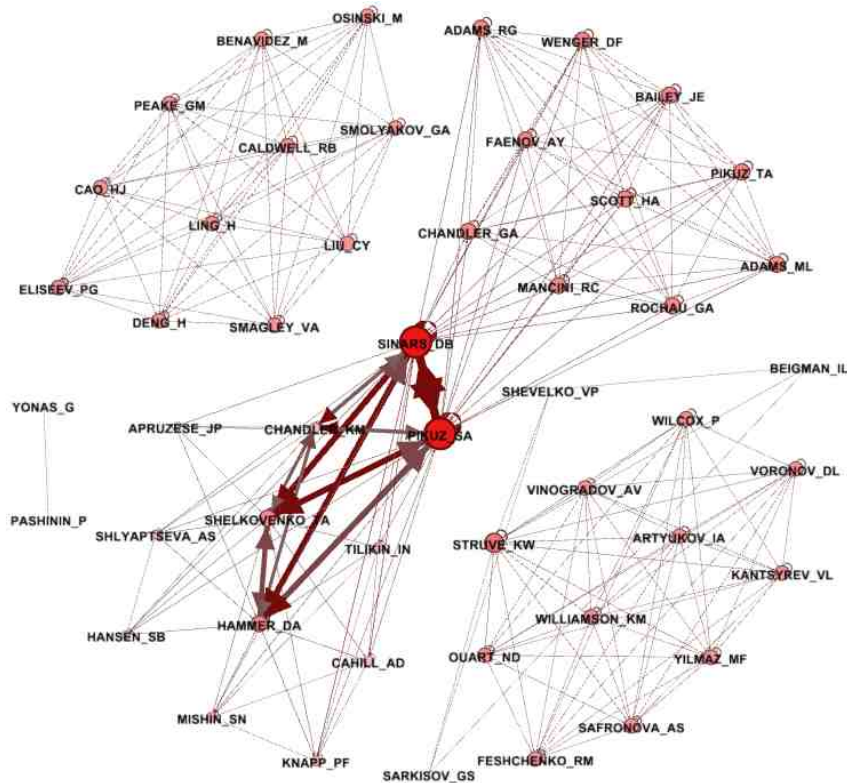 OSINSKI_M
ADAMS_RG
BENAVIDEZ_M
WENGER_DF
BAILEY_JE
PEAKE_GM
SMOLYAKOV_GA
FAENOV_AY
CALDWELL_RB
PIKUZ_TA
CAO_HJ
SCOTT_HA
LING_H
CHANDLER_GA
LIU_CY
ADAMS_ML
ELISEEV_PG
MANCINI_RC
ROCHAU_GA
DENG_H
SMAGLEY_VA
SINARS_DB
BEIGMAN_IL
SHEVELKO_VP
YONAS_G
APRUZESE_JP
CHANDLER_KM
PIKUZ_SA
WILCOX_P
VORONOV_DL
VINOGRADOV_AV
PASHININ_P
SHELKOVENKO_TA
SHLYAPTSEVA_AS
ARTYUKOV_IA
STRUVE_KW
TILIKIN_IN
KANTSYREV_VL
WILLIAMSON_KM
HANSEN_SB
HAMMER_DA
OUART_ND
YILMAZ_MF
CAHILL_AD
MISHIN_SN
SAFRONOVA_AS
KNAPP_PF
FESHCHENKO_RM
SARKISOV_GS